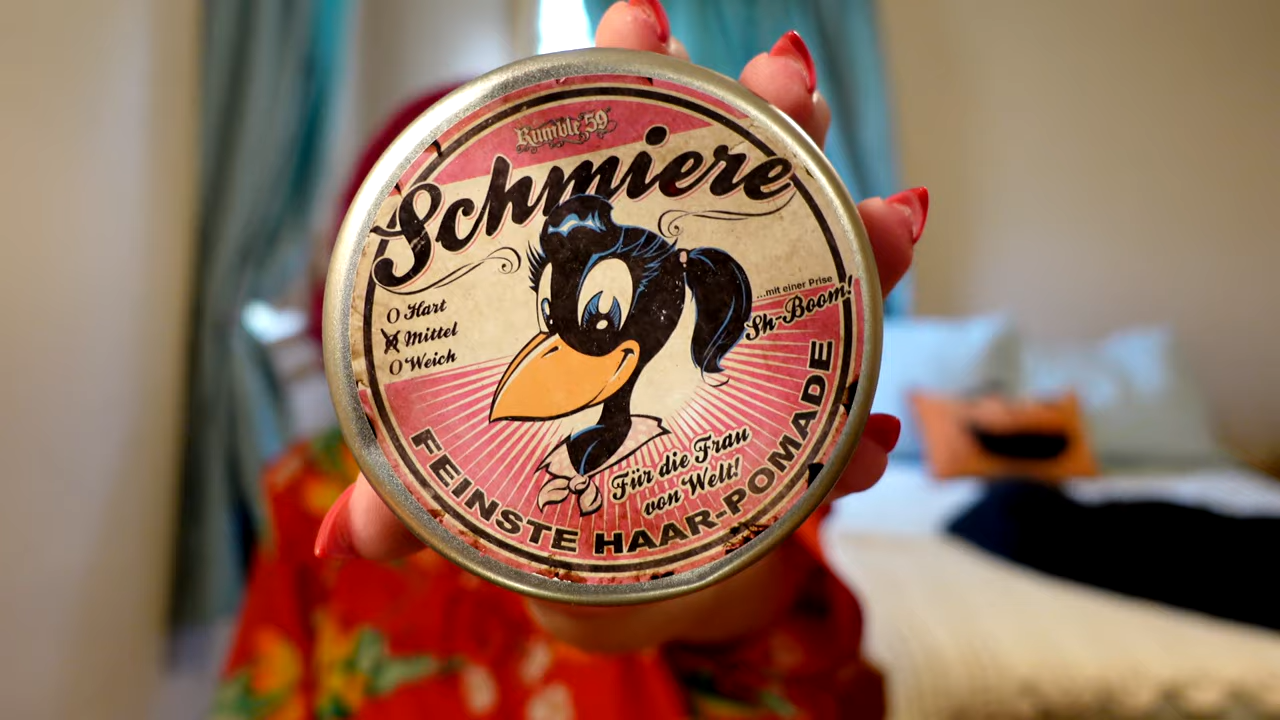 Rumble 59
Schmiere
O Hart
X Mittel
O Weich
...mit einer Prise
Sh-Boom!
Für die Frau
von Welt!
FEINSTE HAAR-POMADE